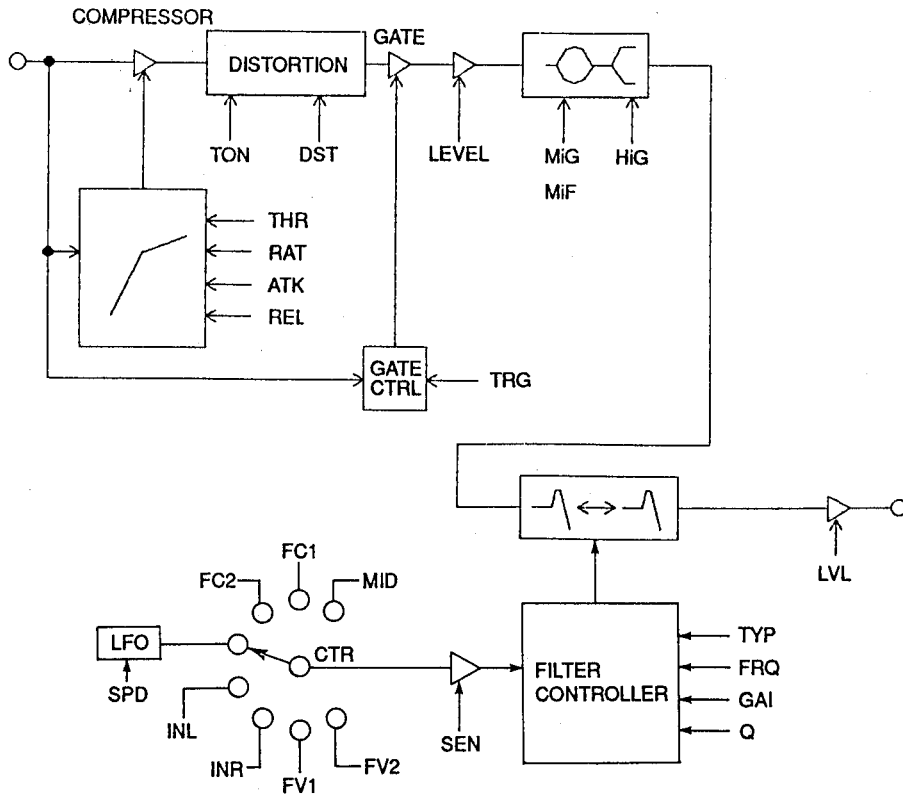 COMPRESSOR
GATE
DISTORTION
TON
DST
LEVEL
MiG
HiG
MiF
THR
RAT
ATK
REL
GATE
CTRL
TRG
FC1
FC2
MID
LVL
LFO
CTR
SPD
INL
INR
FV1
FV2
SEN
FILTER
CONTROLLER
TYP
FRQ
GAI
Q